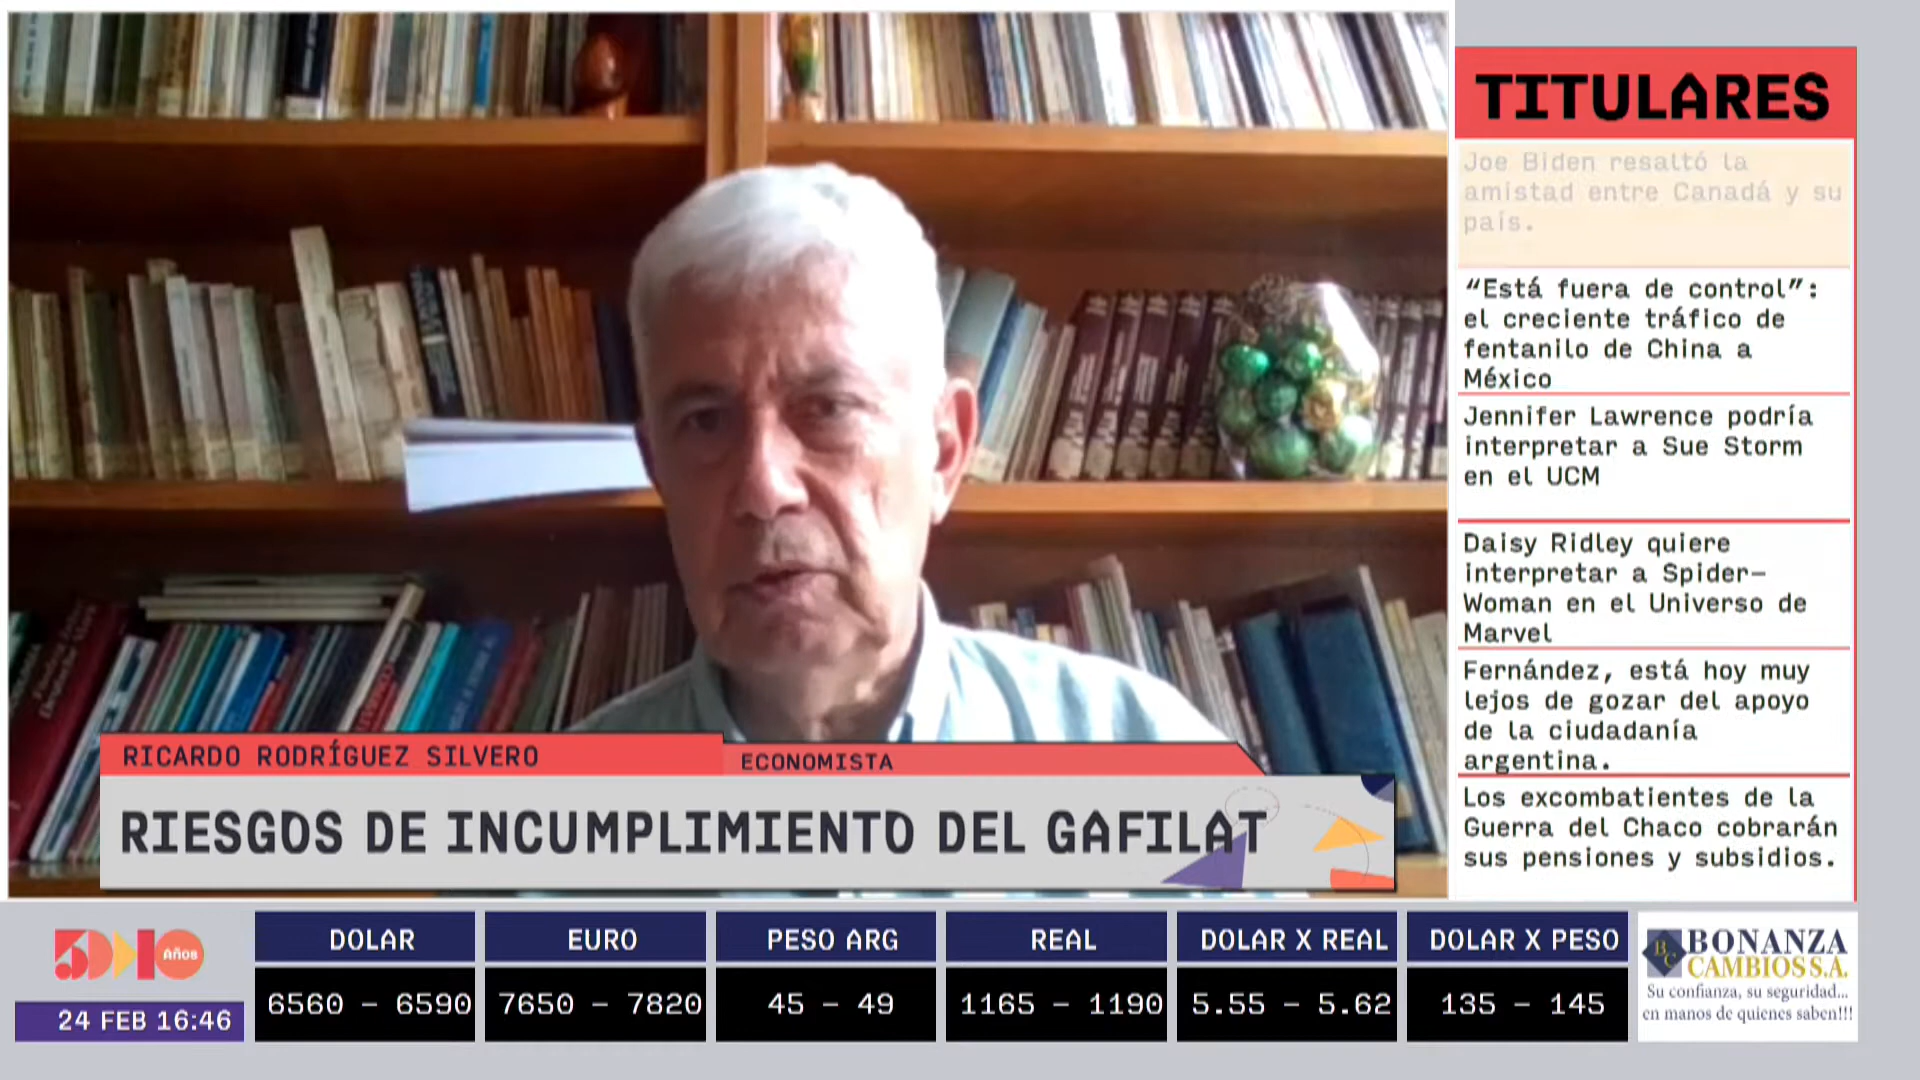 TITULARES
Joe Biden resaltó la
amistad entre Canadá y su
país.
“Está fuera de control”:
el creciente tráfico de
fentanilo de China a
México
Jennifer Lawrence podría
interpretar a Sue Storm
en el UCM
Daisy Ridley quiere
interpretar a Spider-
Woman en el Universo de
Marvel
Fernández, está hoy muy
lejos de gozar del apoyo
de la ciudadanía
argentina.
Los excombatientes de la
Guerra del Chaco cobrarán
sus pensiones y subsidios.
RICARDO RODRÍGUEZ SILVERO
ECONOMISTA
RIESGOS DE INCUMPLIMIENTO DEL GAFILAT
Años
24 FEB 16:46
DOLAR
6560 - 6590
EURO
7650 - 7820
PESO ARG
45 - 49
REAL
1165 - 1190
DOLAR X REAL
5.55 - 5.62
DOLAR X PESO
135 - 145
BC
BONANZA
CAMBIOS S.A.
Su confianza, su seguridad...
en manos de quienes saben!!!